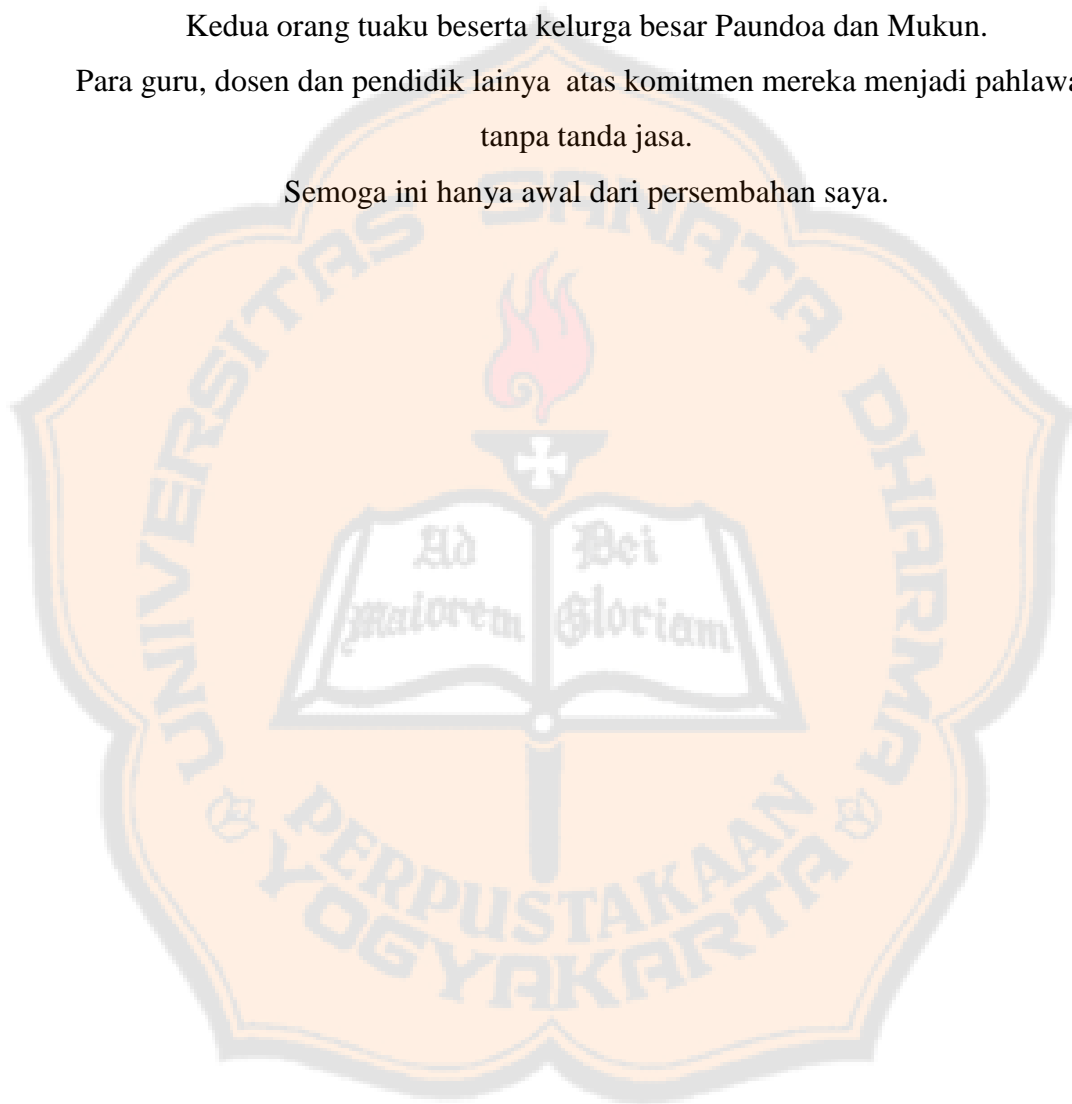 Kedua orang tuaku beserta kelurga besar Paundoa dan Mukun.
Para guru, dosen dan pendidik lainya atas komitmen mereka menjadi pahlawa
tanpa tanda jasa.
Semoga ini hanya awal dari persembahan saya.
UNIVERSITAS SANATA DHARMA
Ad Dei
Maiorem Gloriam
PERPUSTAKAAN
YOGYAKARTA